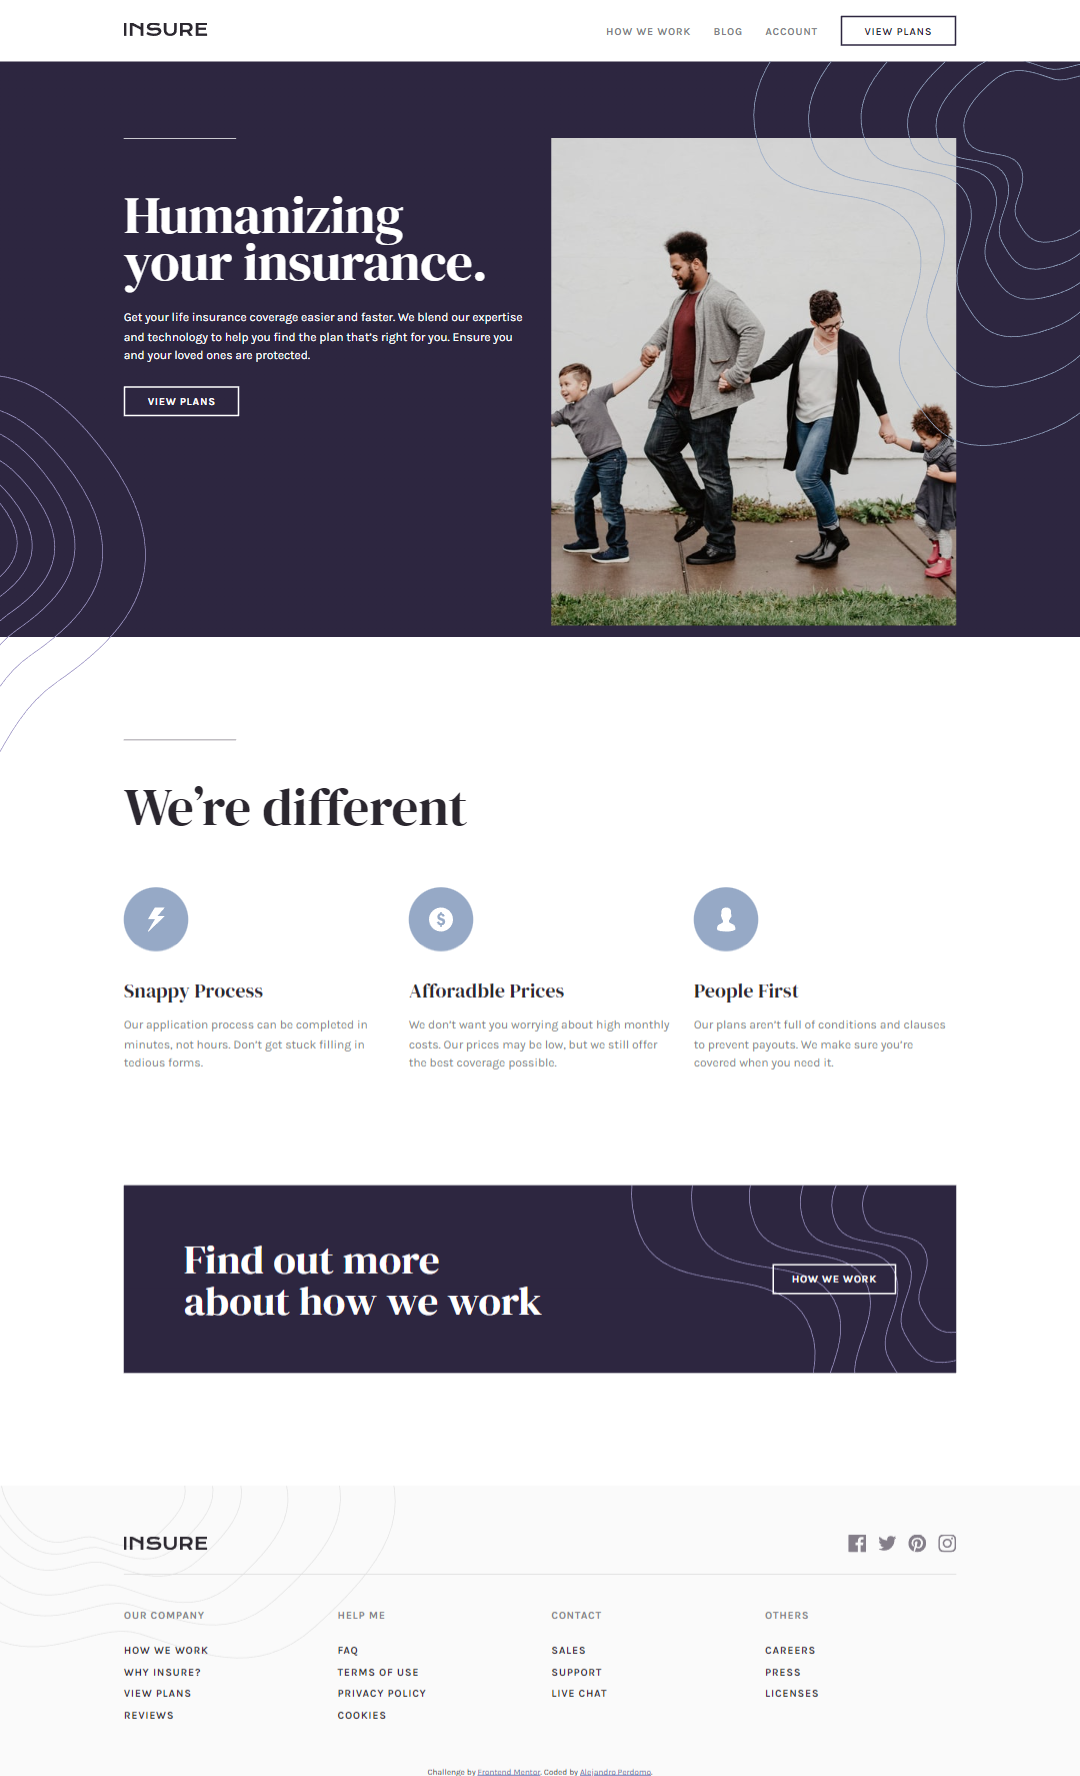 INSURE
HOW WE WORK BLOG ACCOUNT VIEW PLANS
Humanizing
your insurance.
Get your life insurance coverage easier and faster. We blend our expertise
and technology to help you find the plan that's right for you. Ensure you
and your loved ones are protected.
VIEW PLANS
We're different
Snappy Process
Our application process can be completed in
minutes, not hours. Don't get stuck filling in
tedious forms.
Afforadble Prices
We don't want you worrying about high monthly
costs. Our prices may be low, but we still offer
the best coverage possible.
People First
Our plans aren't full of conditions and clauses
to prevent payouts. We make sure you're
covered when you need it.
Find out more
about how we work
HOW WE WORK
INSURE
OUR COMPANY
HOW WE WORK
WHY INSURE?
VIEW PLANS
REVIEWS
HELP ME
FAQ
TERMS OF USE
PRIVACY POLICY
COOKIES
CONTACT
SALES
SUPPORT
LIVE CHAT
OTHERS
CAREERS
PRESS
LICENSES
Challenge by Frontend Mentor. Coded by Alejandro Perdomo.